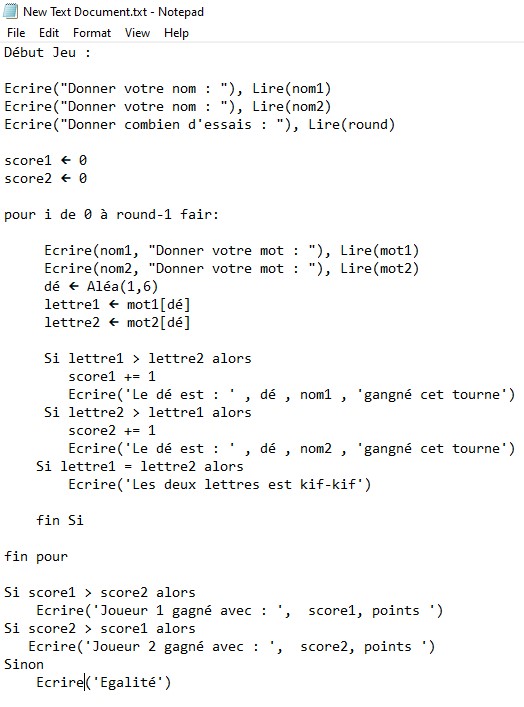 New Text Document.txt - Notepad
File Edit Format View Help
Début Jeu :
Ecrire("Donner votre nom : "), Lire(nom1)
Ecrire("Donner votre nom : "), Lire(nom2)
Ecrire("Donner combien d'essais : "), Lire(round)
score1 ← 0
score2 ← 0
pour i de 0 à round-1 fair:
Ecrire(nom1, "Donner votre mot : "), Lire(mot1)
Ecrire(nom2, "Donner votre mot : "), Lire(mot2)
dé ← Aléa(1,6)
lettre1 ← mot1[dé]
lettre2 ← mot2[dé]
Si lettre1 > lettre2 alors
score1 += 1
Ecrire('Le dé est : ' , dé , nom1 , 'gangné cet tourne')
Si lettre2 > lettre1 alors
score2 += 1
Ecrire('Le dé est : ' , dé , nom2 , 'gangné cet tourne')
Si lettre1 = lettre2 alors
Ecrire('Les deux lettres est kif-kif')
fin Si
fin pour
Si score1 > score2 alors
Ecrire('Joueur 1 gagné avec : ',  score1, points ')
Si score2 > score1 alors
Ecrire('Joueur 2 gagné avec : ',  score2, points ')
Sinon
Ecrire('Egalité')